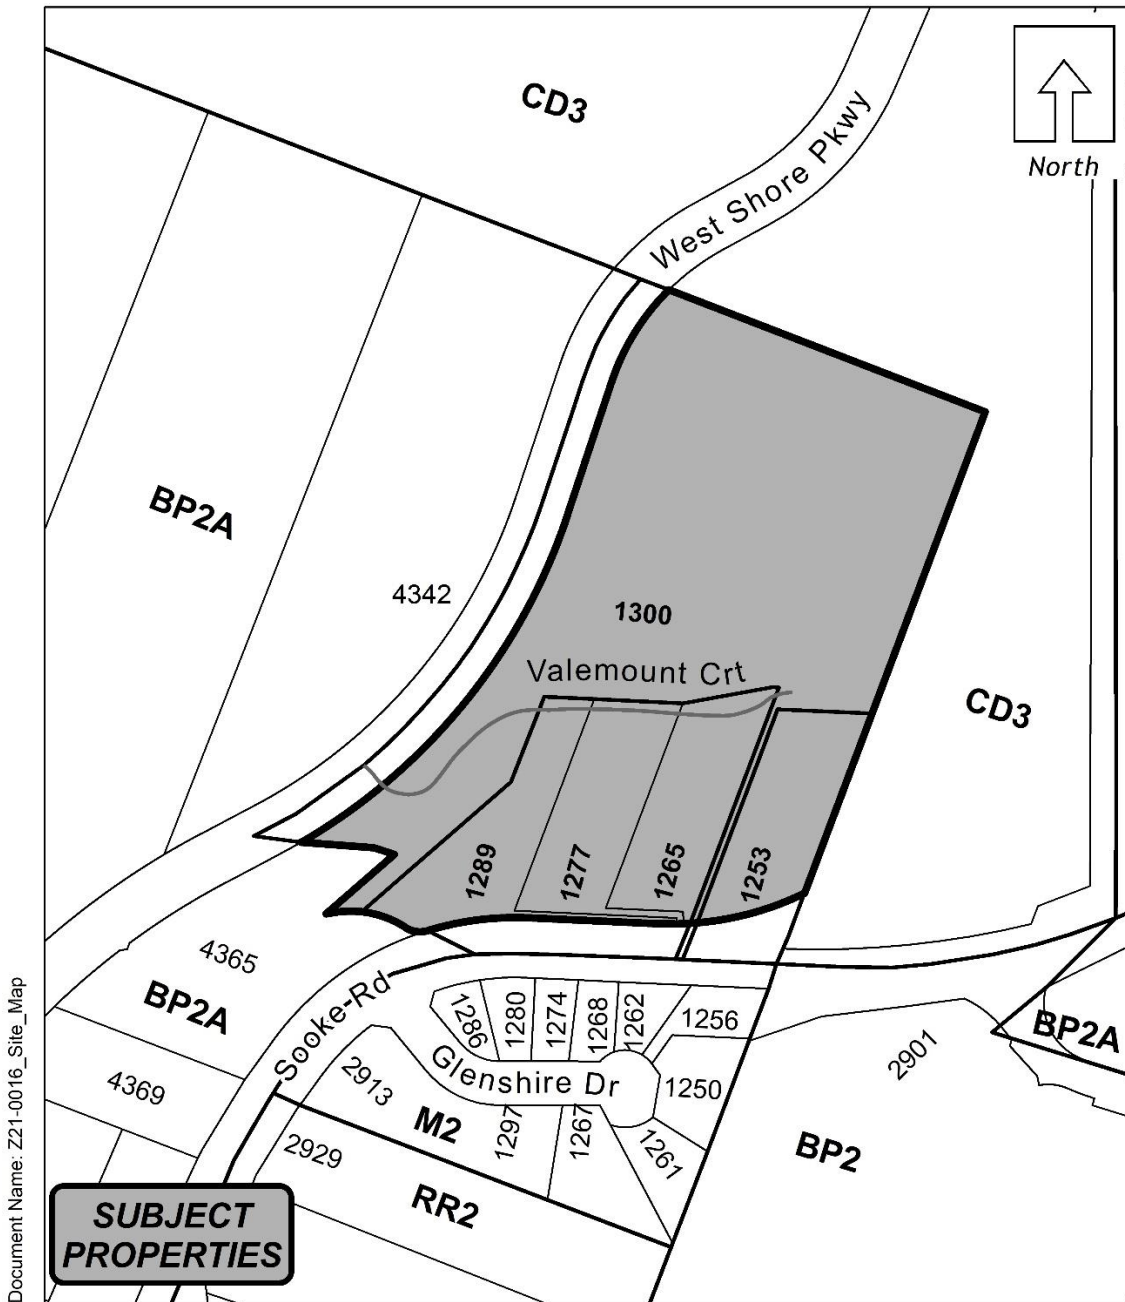 CD3
North
West Shore Pkwy
BP2A
4342
1300
Valemount Crt
CD3
1289
1277
1265
1253
4365
BP2A
Sooke Rd
1286
1280
1274
1268
1262
1256
BP2A
2901
4369
2913
Glenshire Dr
1250
M2
1297
1267
1261
2929
BP2
RR2
SUBJECT
PROPERTIES
Document Name: Z21-0016_Site_Map